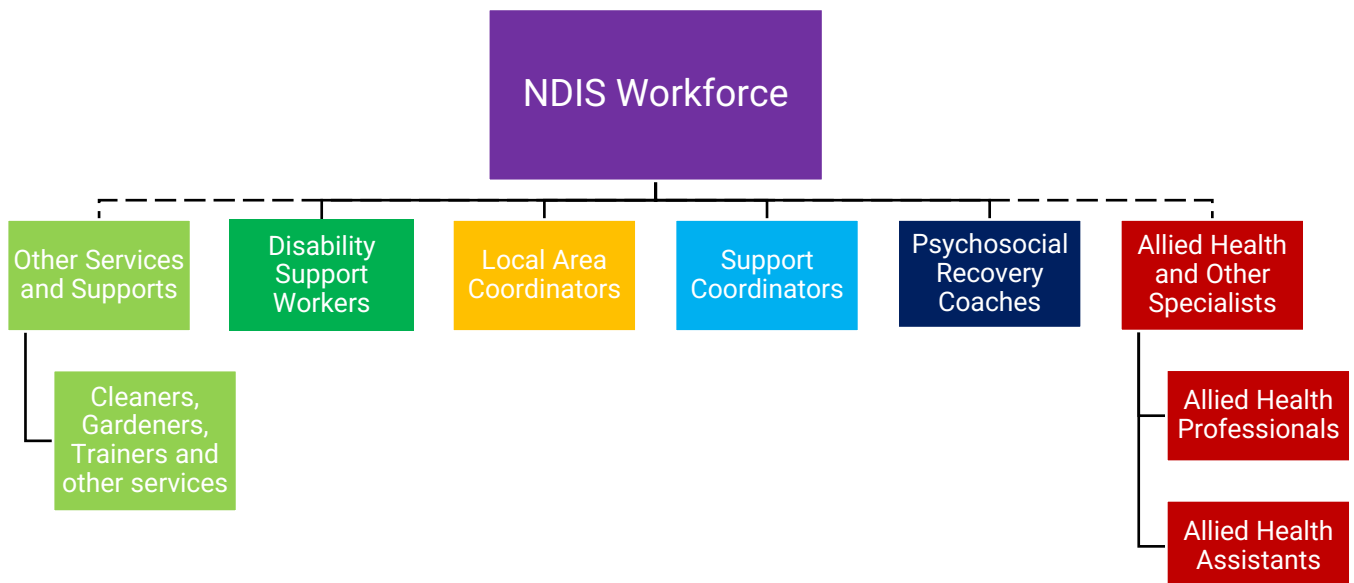 NDIS Workforce
Other Services
and Supports
Disability
Support
Workers
Local Area
Coordinators
Support
Coordinators
Psychosocial
Recovery
Coaches
Allied Health
and Other
Specialists
Cleaners,
Gardeners,
Trainers and
other services
Allied Health
Professionals
Allied Health
Assistants